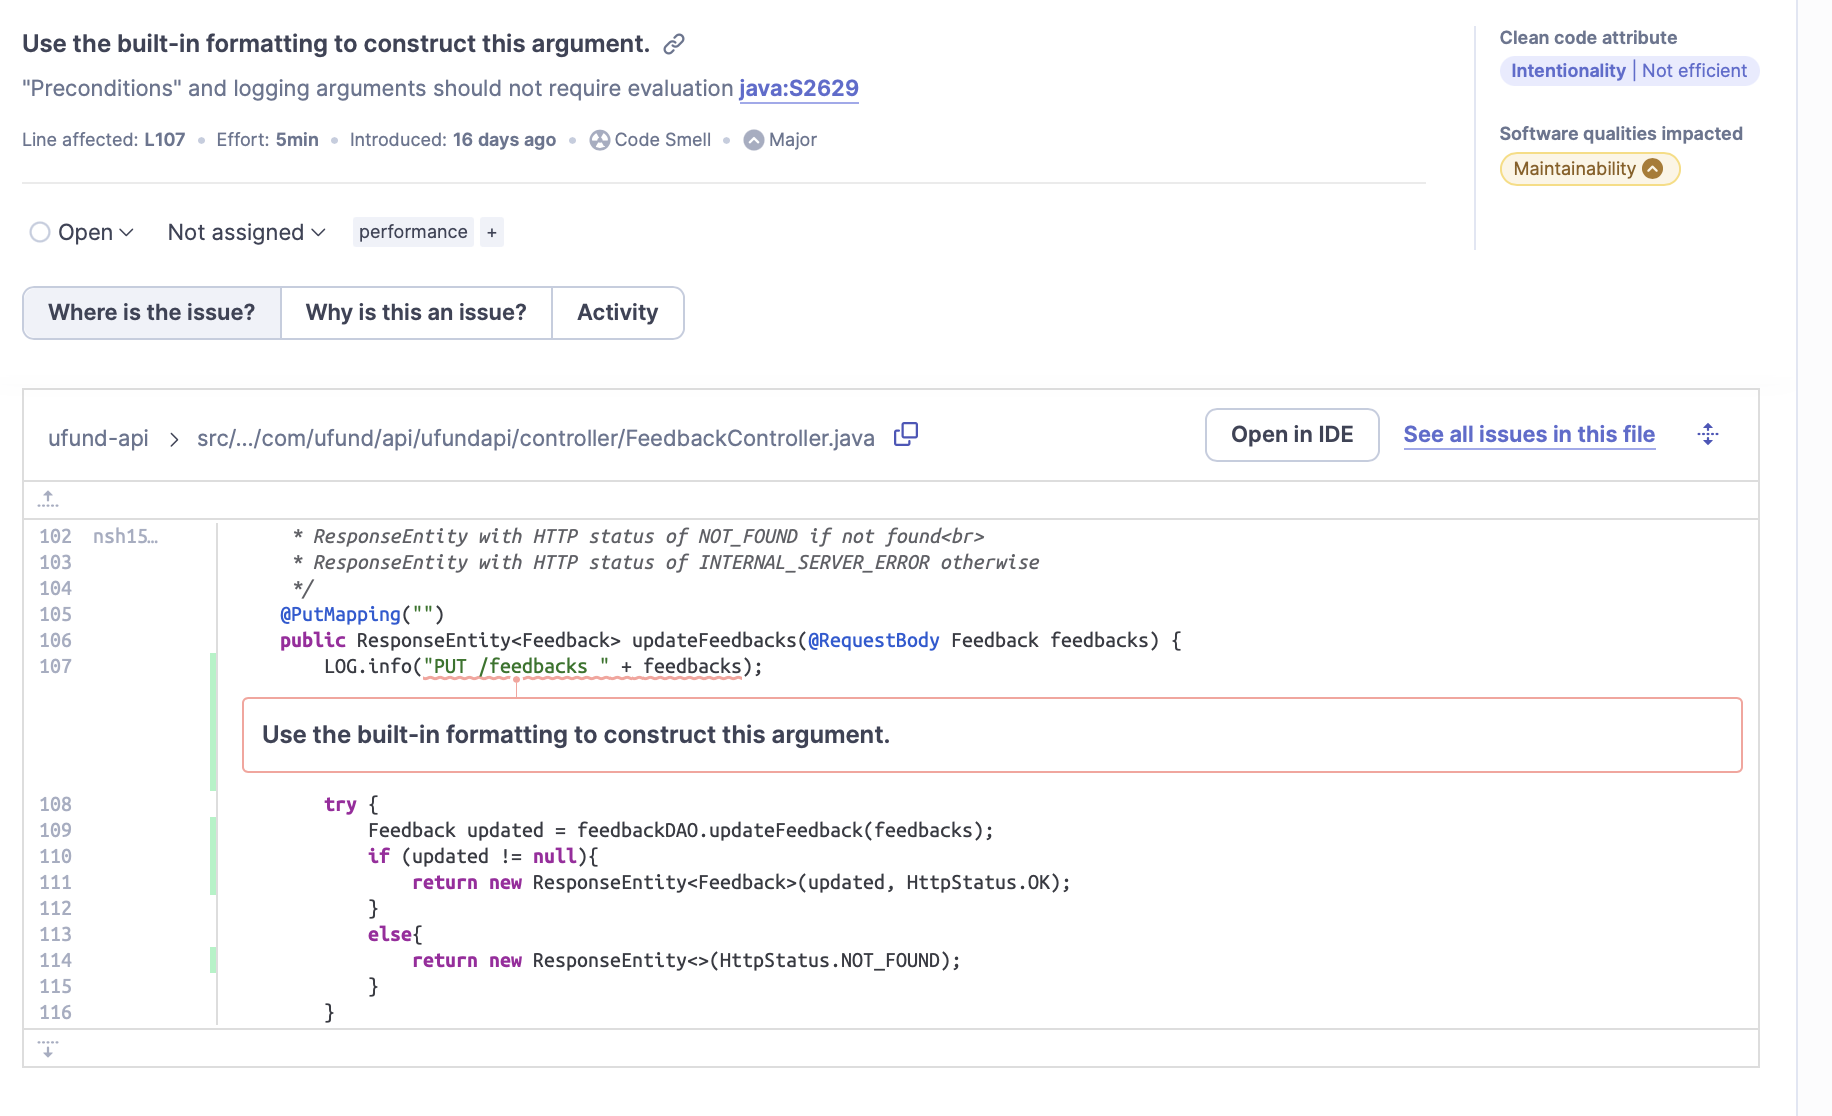 Use the built-in formatting to construct this argument.
"Preconditions" and logging arguments should not require evaluation java:S2629
Line affected: L107 • Effort: 5min • Introduced: 16 days ago • Code Smell • Major
Clean code attribute
Intentionality | Not efficient
Software qualities impacted
Maintainability
Open Not assigned performance +
Where is the issue? Why is this an issue? Activity
ufund-api > src/.../com/ufund/api/ufundapi/controller/FeedbackController.java Open in IDE See all issues in this file
102 nsh15… * ResponseEntity with HTTP status of NOT_FOUND if not found<br>
103 * ResponseEntity with HTTP status of INTERNAL_SERVER_ERROR otherwise
104 */
105 @PutMapping("")
106 public ResponseEntity<Feedback> updateFeedbacks(@RequestBody Feedback feedbacks) {
107 LOG.info("PUT /feedbacks " + feedbacks);
Use the built-in formatting to construct this argument.
108 try {
109 Feedback updated = feedbackDAO.updateFeedback(feedbacks);
110 if (updated != null){
111 return new ResponseEntity<Feedback>(updated, HttpStatus.OK);
112 }
113 else{
114 return new ResponseEntity<>(HttpStatus.NOT_FOUND);
115 }
116 }